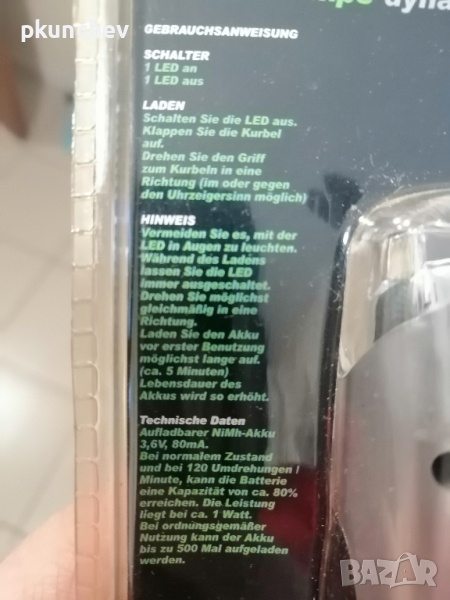 dyna
pkunchev
GEBRAUCHSANWEISUNG
SCHALTER
1 LED an
1 LED aus
LADEN
Schalten Sie die LED aus.
Klappen Sie die Kurbel
auf.
Drehen Sie den Griff
zum Kurbeln in eine
Richtung (im oder gegen
den Uhrzeigersinn möglich)
HINWEIS
Vermeiden Sie es, mit der
LED in Augen zu leuchten.
Während des Ladens
lassen Sie die LED
immer ausgeschaltet.
Drehen Sie möglichst
gleichmäßig in eine
Richtung.
Laden Sie den Akku
vor erster Benutzung
möglichst lange auf.
(ca. 5 Minuten)
Lebensdauer des
Akkus wird so erhöht.
Technische Daten
Aufladbarer NiMh-Akku
3,6V, 80mA.
Bei normalem Zustand
und bei 120 Umdrehungen /
Minute, kann die Batterie
eine Kapazität von ca. 80%
erreichen. Die Leistung
liegt bei ca. 1 Watt.
Bei ordnungsgemäßer
Nutzung kann der Akku
bis zu 500 Mal aufgeladen
werden.
bazar